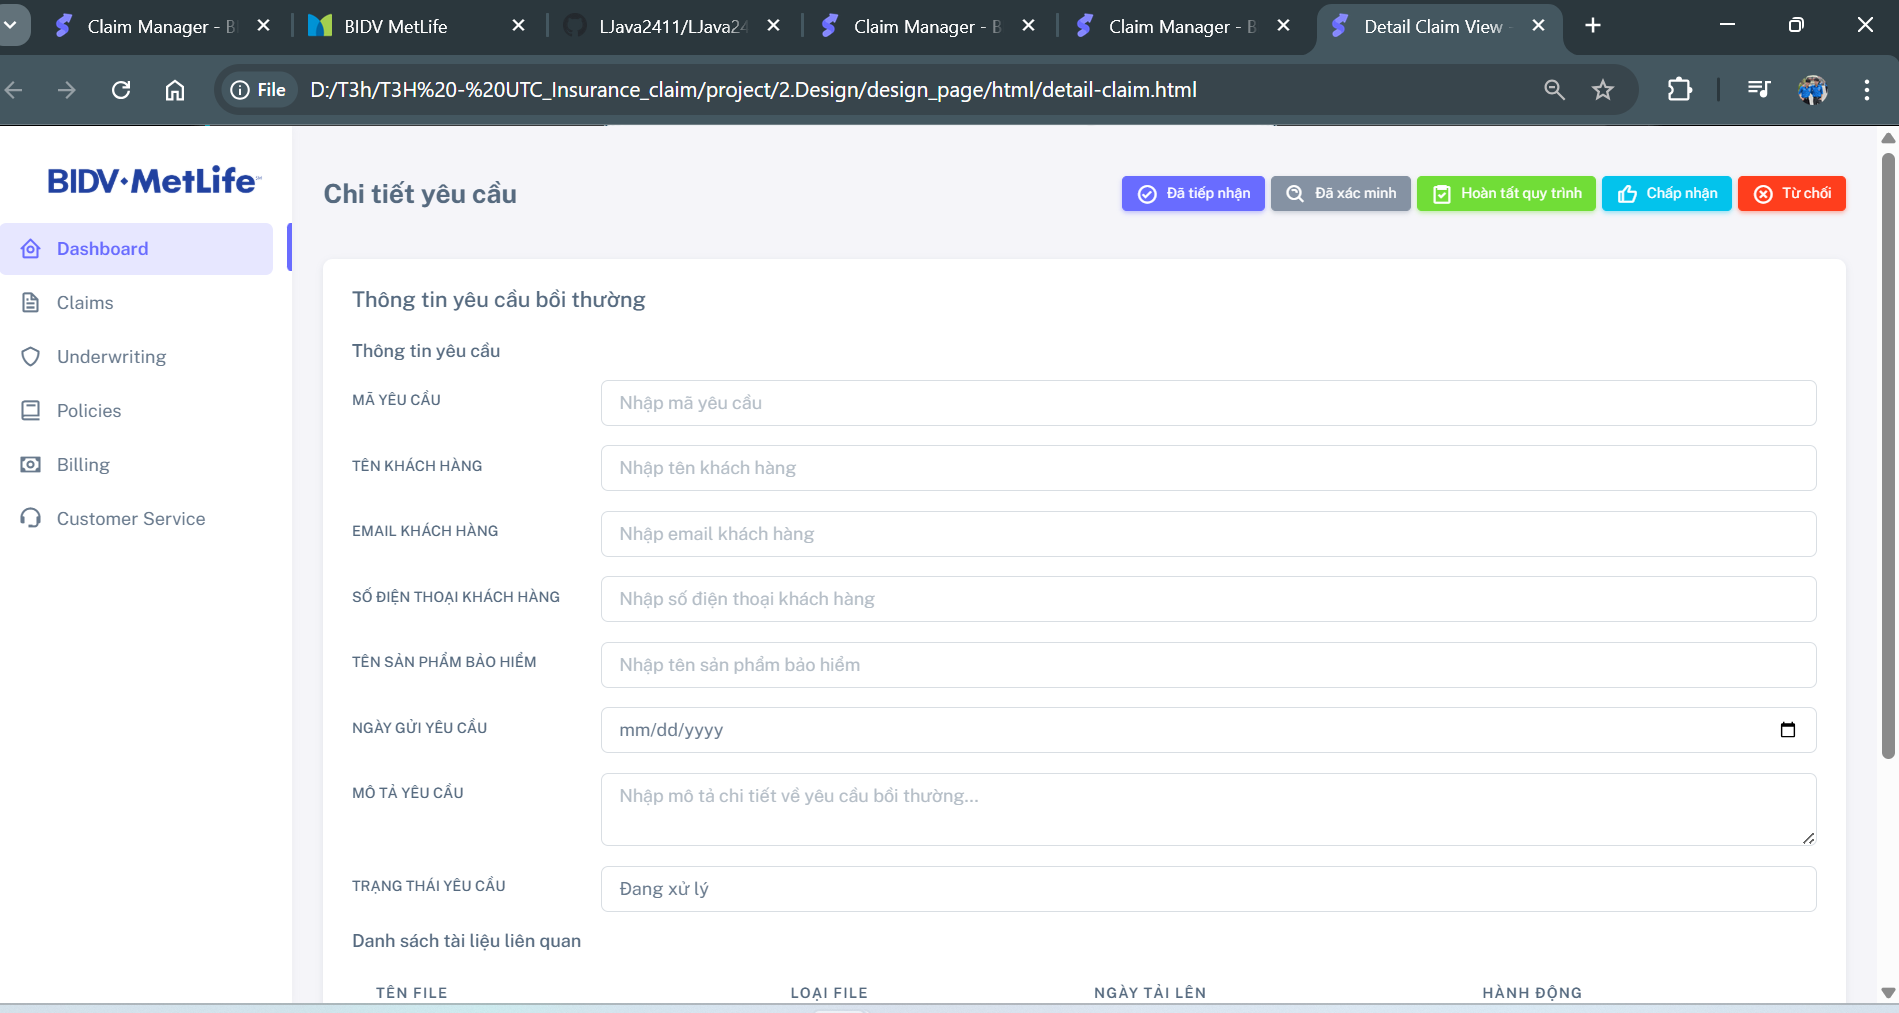 Claim Manager - B
BIDV MetLife
LJava2411/LJava24
Claim Manager - B
Claim Manager - B
Detail Claim View -
File
D:/T3h/T3H%20-%20UTC_Insurance_claim/project/2.Design/design_page/html/detail-claim.html
BIDV MetLife
Dashboard
Claims
Underwriting
Policies
Billing
Customer Service
Chi tiết yêu cầu
Đã tiếp nhận
Đã xác minh
Hoàn tất quy trình
Chấp nhận
Từ chối
Thông tin yêu cầu bồi thường
Thông tin yêu cầu
MÃ YÊU CẦU
Nhập mã yêu cầu
TÊN KHÁCH HÀNG
Nhập tên khách hàng
EMAIL KHÁCH HÀNG
Nhập email khách hàng
SỐ ĐIỆN THOẠI KHÁCH HÀNG
Nhập số điện thoại khách hàng
TÊN SẢN PHẨM BẢO HIỂM
Nhập tên sản phẩm bảo hiểm
NGÀY GỬI YÊU CẦU
mm/dd/yyyy
MÔ TẢ YÊU CẦU
Nhập mô tả chi tiết về yêu cầu bồi thường...
TRẠNG THÁI YÊU CẦU
Đang xử lý
Danh sách tài liệu liên quan
TÊN FILE
LOẠI FILE
NGÀY TẢI LÊN
HÀNH ĐỘNG